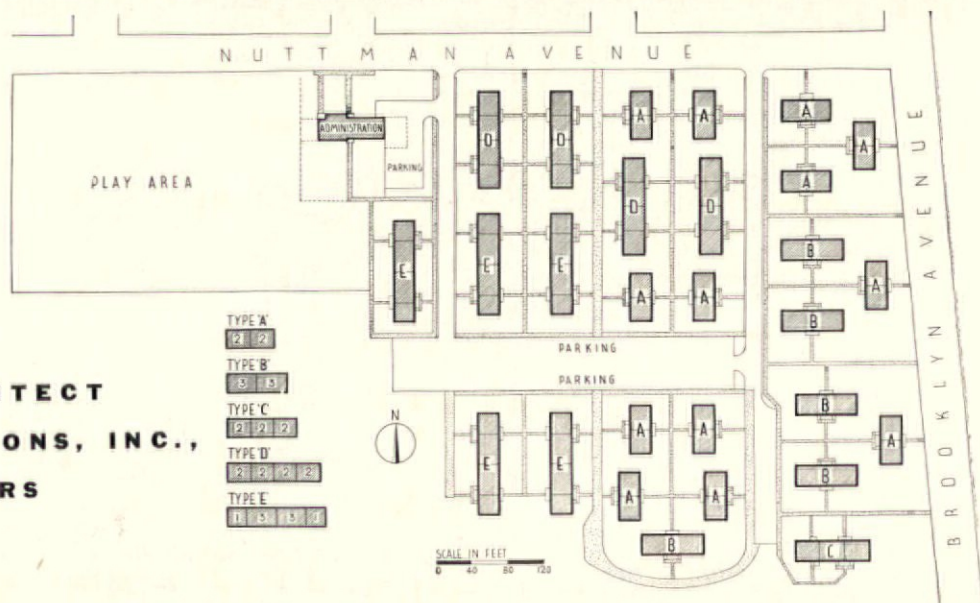 NUTTMAN AVENUE
BROOKLYN AVENUE
ADMINISTRATION
PARKING
PLAY AREA
D D A A
A A
A
D D
E
E E
A A
B
A
B
PARKING
PARKING
TYPE 'A'
2 2
TYPE 'B'
3 3
TYPE 'C'
2 2 2
TYPE 'D'
2 2 2 2
TYPE 'E'
1 3 3 1
ITECT
ONS, INC.,
RS
N
B
A
B
E E A A
A A
B
C
SCALE IN FEET
0 40 80 120